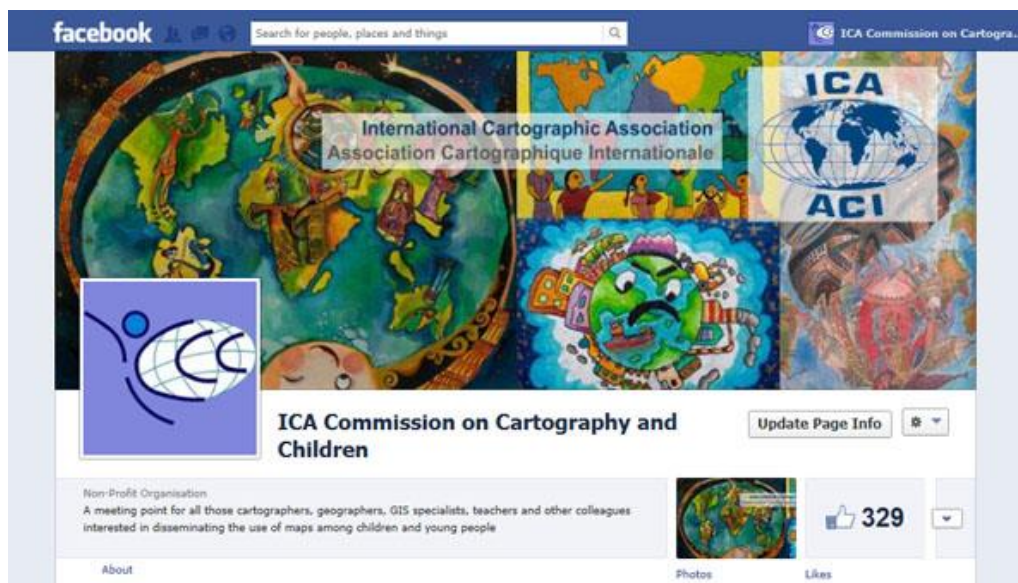 facebook
Search for people, places and things
ICA Commission on Cartogra...
International Cartographic Association
Association Cartographique Internationale
ICA
ACI
ICA Commission on Cartography and
Children
Update Page Info
Non-Profit Organisation
A meeting point for all those cartographers, geographers, GIS specialists, teachers and other colleagues
interested in disseminating the use of maps among children and young people
329
About
Photos
Likes